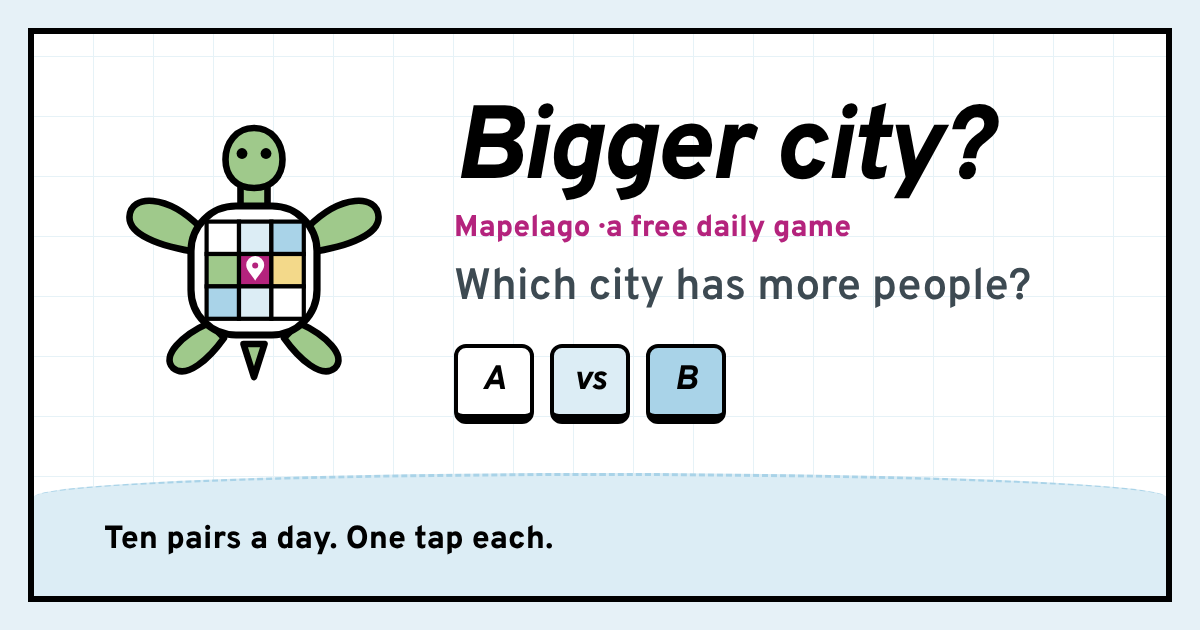 Bigger city?
Mapelago ·a free daily game
Which city has more people?
A vs B
Ten pairs a day. One tap each.